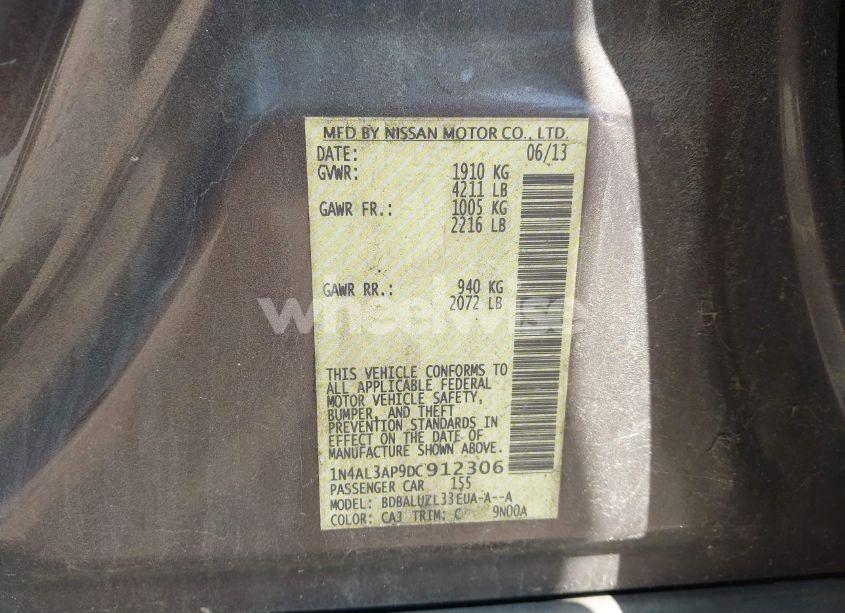 MFD BY NISSAN MOTOR CO., LTD.
DATE: 06/13
GVWR: 1910 KG
4211 LB
GAWR FR.: 1005 KG
2216 LB
GAWR RR.: 940 KG
2072 LB
wheelwise
THIS VEHICLE CONFORMS TO
ALL APPLICABLE FEDERAL
MOTOR VEHICLE SAFETY,
BUMPER, AND THEFT
PREVENTION STANDARDS IN
EFFECT ON THE DATE OF
MANUFACTURE SHOWN ABOVE.
1N4AL3AP9DC912306
PASSENGER CAR 155
MODEL: BDBALUZL33EUA-A--A
COLOR: CA3 TRIM: C 9N00A